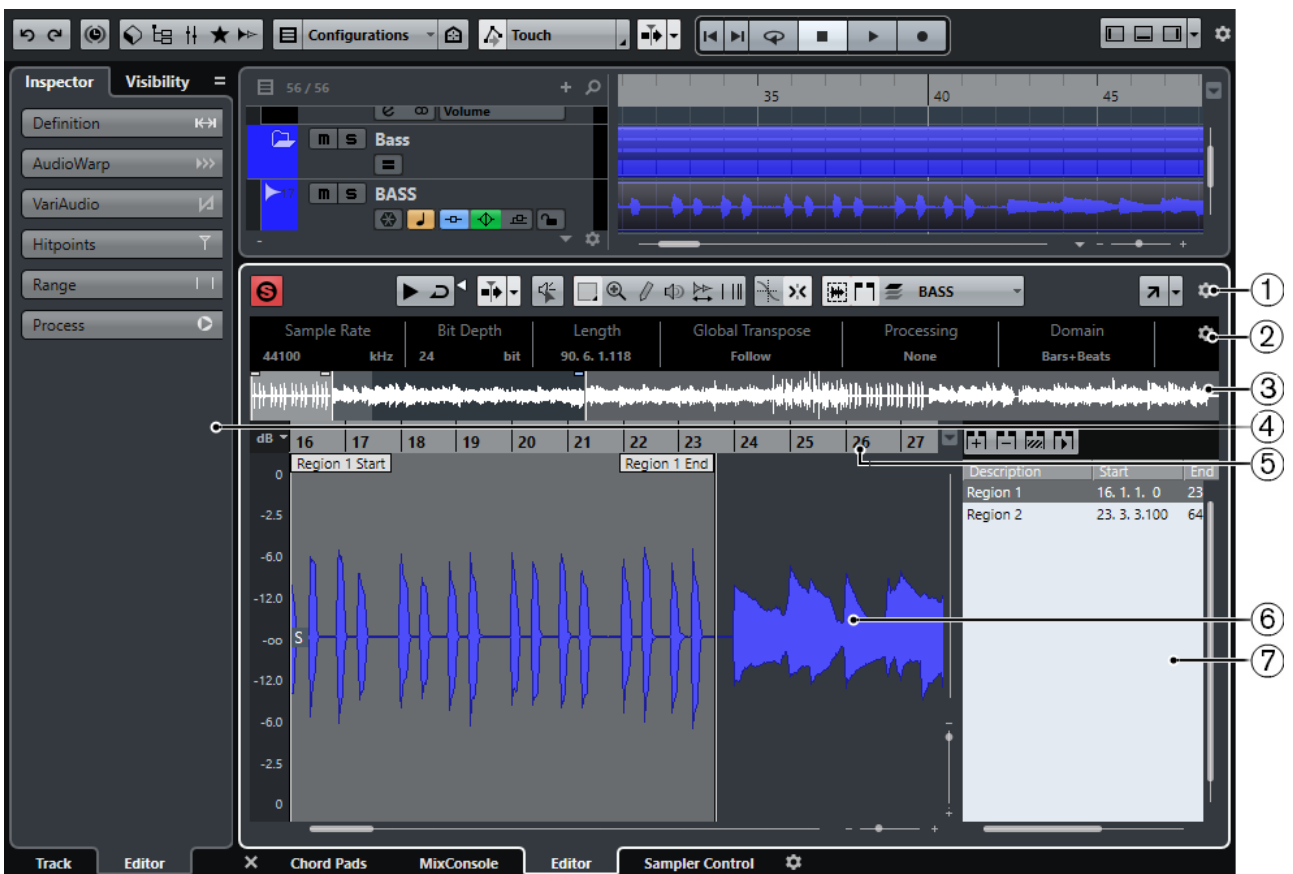 Configurations Touch
Inspector Visibility
56 / 56
35 40 45
Volume
Definition
m S Bass
AudioWarp
m S BASS
VariAudio
Hitpoints
Range
Process
S BASS
Sample Rate Bit Depth Length Global Transpose Processing Domain
44100 kHz 24 bit 90. 6. 1.118 Follow None Bars+Beats
dB 16 17 18 19 20 21 22 23 24 25 26 27
Region 1 Start Region 1 End
Description Start End
Region 1 16. 1. 1. 0 23
Region 2 23. 3. 3.100 64
0
-2.5
-6.0
-12.0
-oo S
-12.0
-6.0
-2.5
0
1
2
3
4
5
6
7
Track Editor Chord Pads MixConsole Editor Sampler Control